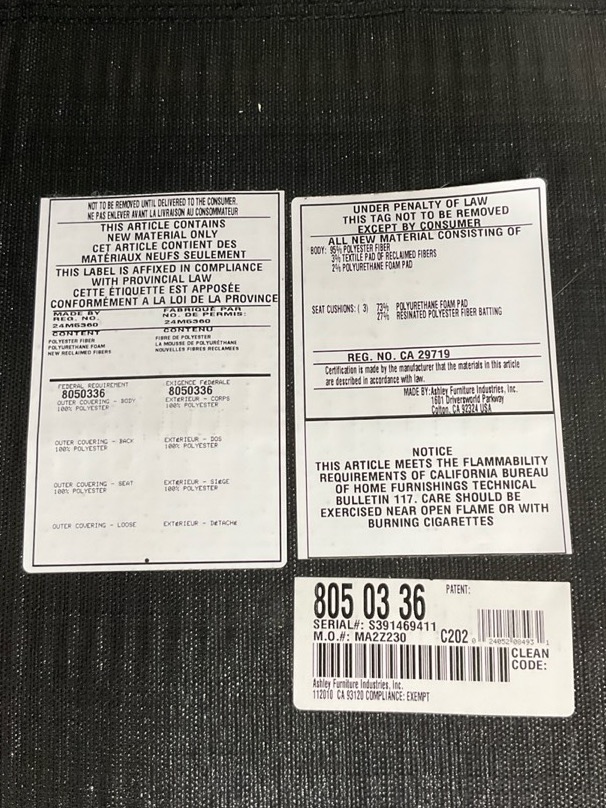 NOT TO BE REMOVED UNTIL DELIVERED TO THE CONSUMER.
NE PAS ENLEVER AVANT LA LIVRAISON AU CONSOMMATEUR
THIS ARTICLE CONTAINS
NEW MATERIAL ONLY
CET ARTICLE CONTIENT DES
MATÉRIAUX NEUFS SEULEMENT
THIS LABEL IS AFFIXED IN COMPLIANCE
WITH PROVINCIAL LAW
CETTE ÉTIQUETTE EST APPOSÉE
CONFORMÉMENT A LA LOI DE LA PROVINCE
MADE BY FABRIQUÉ PAR
REG. NO. NO. DE PERMIS:
24M6360 24M6360
CONTENT CONTENU
POLYESTER FIBER FIBRE DE POLYESTER
POLYURETHANE FOAM LA MOUSSE DE POLYURÉTHANE
NEW RECLAIMED FIBERS NOUVELLES FIBRES RECLAMEES
FEDERAL REQUIREMENT EXIGENCE FéDéRALE
8050336 8050336
OUTER COVERING - BODY EXTéRIEUR - CORPS
100% POLYESTER 100% POLYESTER
OUTER COVERING - BACK EXTéRIEUR - DOS
100% POLYESTER 100% POLYESTER
OUTER COVERING - SEAT EXTéRIEUR - SIéGE
100% POLYESTER 100% POLYESTER
OUTER COVERING - LOOSE EXTéRIEUR - DéTACHé
UNDER PENALTY OF LAW
THIS TAG NOT TO BE REMOVED
EXCEPT BY CONSUMER
ALL NEW MATERIAL CONSISTING OF
BODY: 95% POLYESTER FIBER
3% TEXTILE PAD OF RECLAIMED FIBERS
2% POLYURETHANE FOAM PAD
SEAT CUSHIONS: ( 3) 73% POLYURETHANE FOAM PAD
27% RESINATED POLYESTER FIBER BATTING
REG. NO. CA 29719
Certification is made by the manufacturer that the materials in this article
are described in accordance with law.
MADE BY: Ashley Furniture Industries, Inc.
1601 Driversworld Parkway
Colton, CA 92324 USA
NOTICE
THIS ARTICLE MEETS THE FLAMMABILITY
REQUIREMENTS OF CALIFORNIA BUREAU
OF HOME FURNISHINGS TECHNICAL
BULLETIN 117. CARE SHOULD BE
EXERCISED NEAR OPEN FLAME OR WITH
BURNING CIGARETTES
805 03 36 PATENT:
SERIAL#: S391469411
M.O.#: MA2Z230 C202 0 24052 08493 1
CLEAN
CODE:
Ashley Furniture Industries, Inc.
112010 CA 93120 COMPLIANCE: EXEMPT